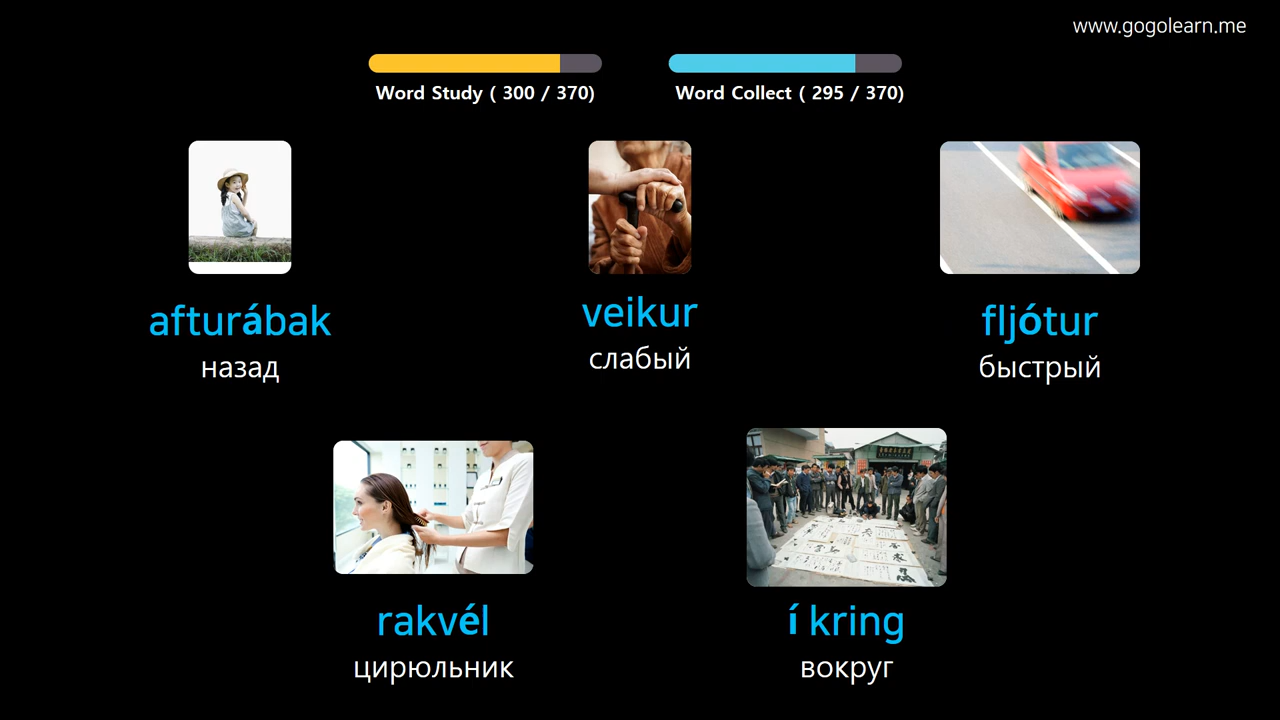 www.gogolearn.me
Word Study ( 300 / 370)
Word Collect ( 295 / 370)
afturábak
назад
veikur
слабый
fljótur
быстрый
rakvél
цирюльник
í kring
вокруг